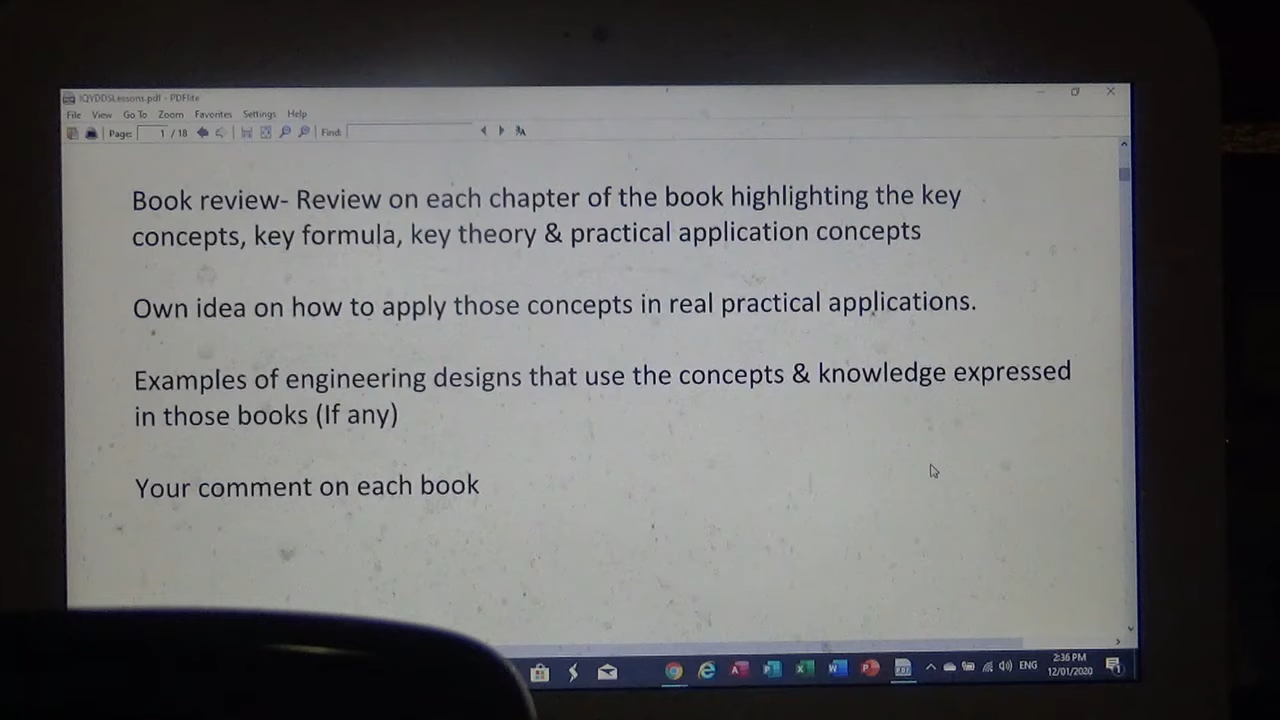 IQVDDSLessons.pdf - PDFlite
File View Go To Zoom Favorites Settings Help
Page: 1 / 18 Find:
Book review- Review on each chapter of the book highlighting the key
concepts, key formula, key theory & practical application concepts
Own idea on how to apply those concepts in real practical applications.
Examples of engineering designs that use the concepts & knowledge expressed
in those books (If any)
Your comment on each book
ENG
2:36 PM
12/01/2020